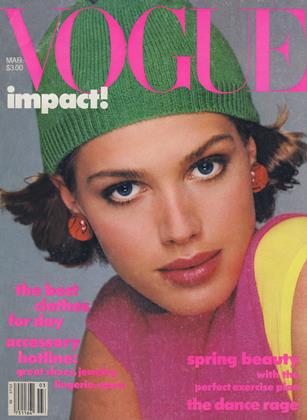 VOGUE
MAR.
$3.00
impact!
the best
clothes
for day
accessory
hotline:
great shoes, jewelry,
lingerie,
spring beauty
with the
perfect exercise
the dance rage
03